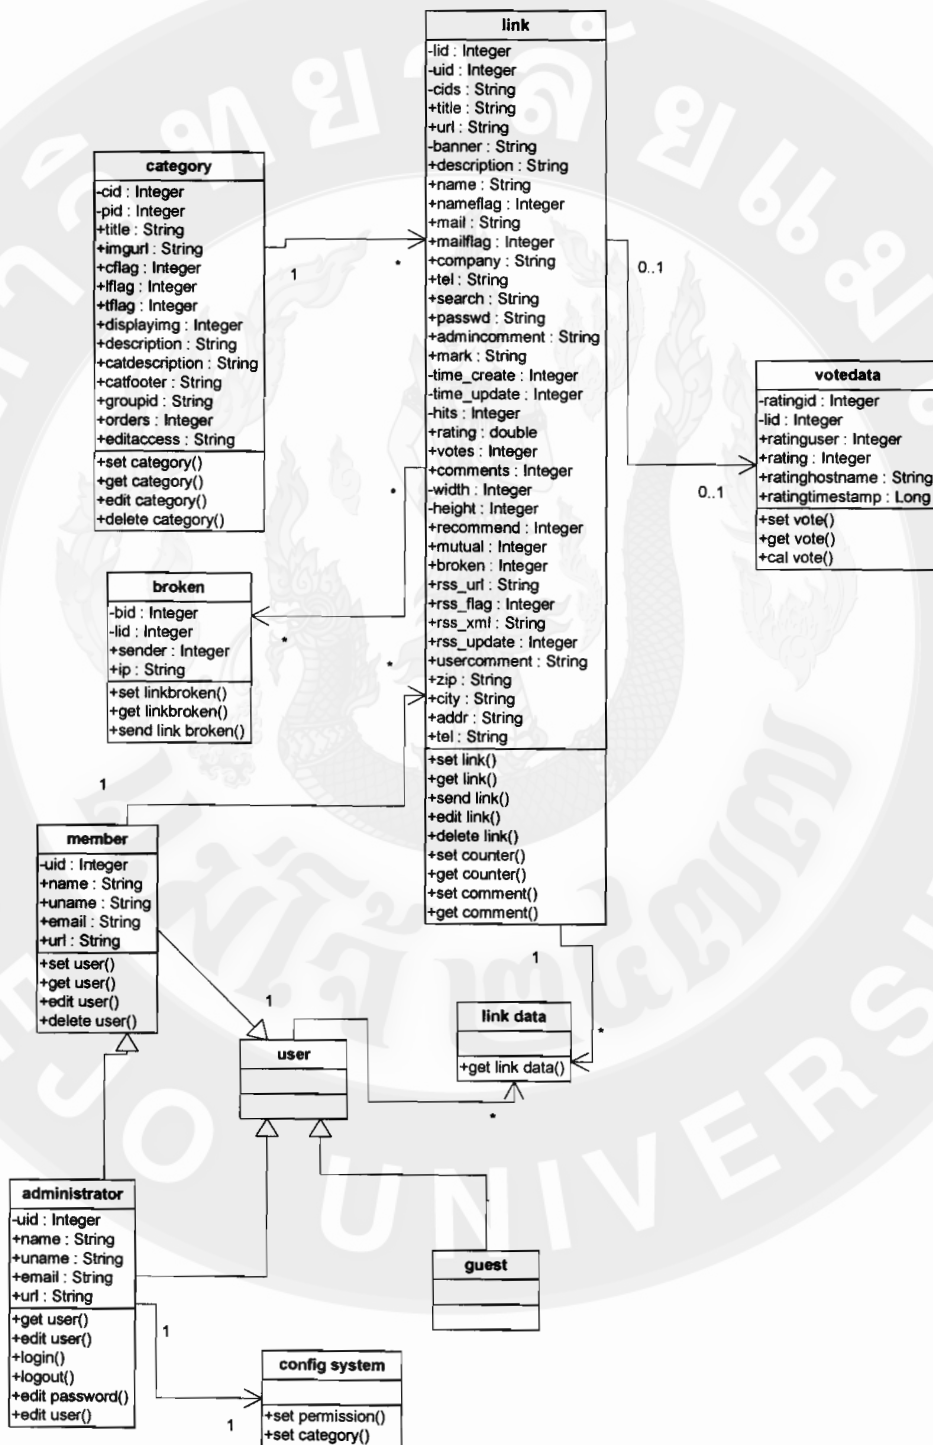 link
-lid : Integer
-uid : Integer
-cids : String
+title : String
+url : String
-banner : String
+description : String
+name : String
+nameflag : Integer
+mail : String
+mailflag : Integer
+company : String
+tel : String
+search : String
+passwd : String
+admincomment : String
+mark : String
-time_create : Integer
-time_update : Integer
-hits : Integer
+rating : double
+votes : Integer
+comments : Integer
-width : Integer
-height : Integer
+recommend : Integer
+mutual : Integer
+broken : Integer
+rss_url : String
+rss_flag : Integer
+rss_xml : String
+rss_update : Integer
+usercomment : String
+zip : String
+city : String
+addr : String
+tel : String
+set link()
+get link()
+send link()
+edit link()
+delete link()
+set counter()
+get counter()
+set comment()
+get comment()
category
-cid : Integer
-pid : Integer
+title : String
+imgurl : String
+cflag : Integer
+lflag : Integer
+tflag : Integer
+displayimg : Integer
+description : String
+catdescription : String
+catfooter : String
+groupid : String
+orders : Integer
+editaccess : String
+set category()
+get category()
+edit category()
+delete category()
1
*
0..1
0..1
votedata
-ratingid : Integer
-lid : Integer
+ratinguser : Integer
+rating : Integer
+ratinghostname : String
+ratingtimestamp : Long
+set vote()
+get vote()
+cal vote()
*
*
broken
-bid : Integer
-lid : Integer
+sender : Integer
+ip : String
+set linkbroken()
+get linkbroken()
+send link broken()
*
1
member
-uid : Integer
+name : String
+uname : String
+email : String
+url : String
+set user()
+get user()
+edit user()
+delete user()
1
user
1
*
link data
+get link data()
*
administrator
-uid : Integer
+name : String
+uname : String
+email : String
+url : String
+get user()
+edit user()
+login()
+logout()
+edit password()
+edit user()
guest
1
1
config system
+set permission()
+set category()
JO UNIVERS